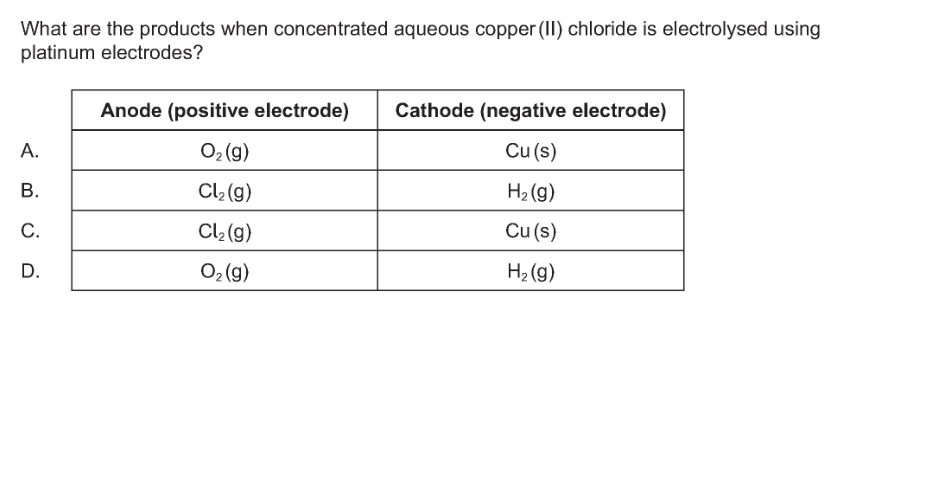 What are the products when concentrated aqueous copper(II) chloride is electrolysed using
platinum electrodes?
Anode (positive electrode) Cathode (negative electrode)
A. O₂(g) Cu(s)
B. Cl₂(g) H₂(g)
C. Cl₂(g) Cu(s)
D. O₂(g) H₂(g)